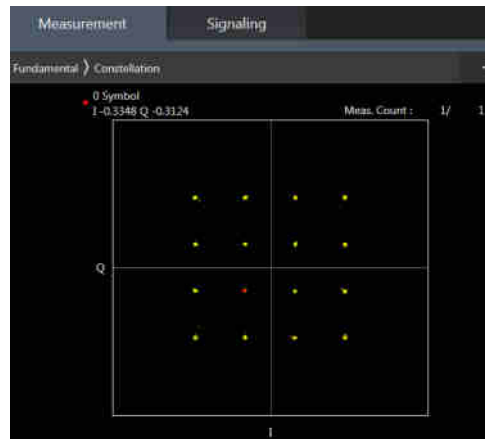 Measurement Signaling
Fundamental > Constellation
0 Symbol
I -0.3348 Q -0.3124 Meas. Count : 1/ 1
Q
I